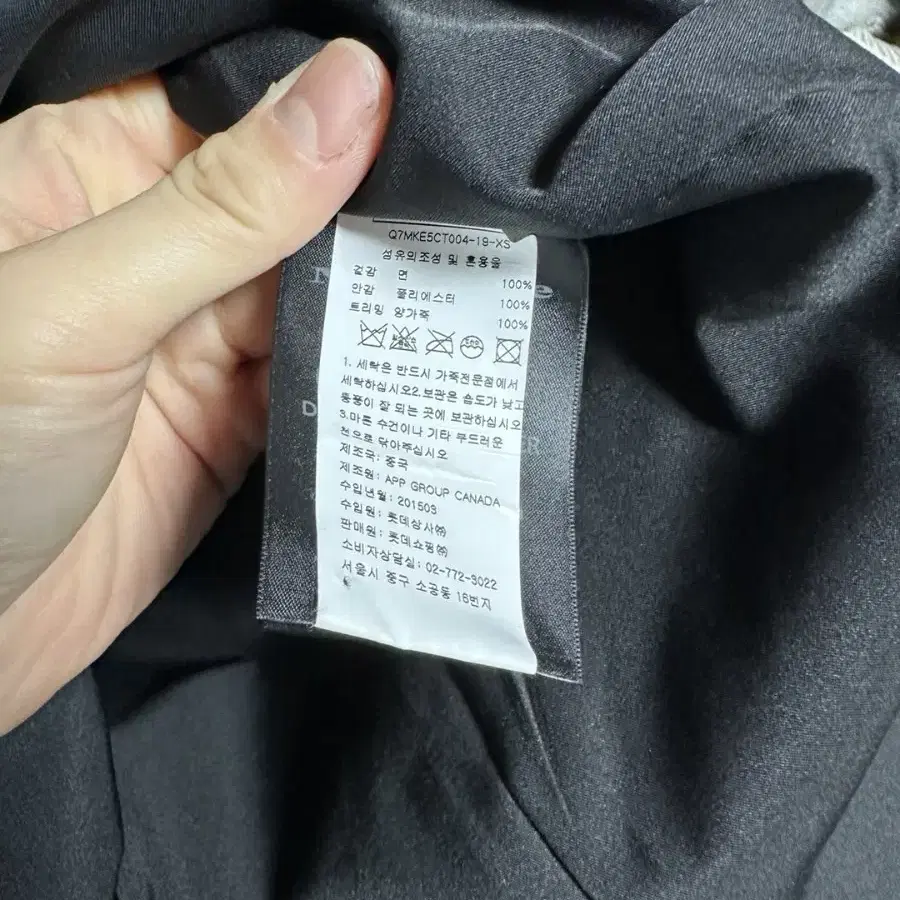 Q7MKE5CT004-19-XS
섬유의조성 및 혼용율
겉감 면 100%
안감 폴리에스터 100%
트리밍 양가죽 100%
1. 세탁은 반드시 가죽전문점에서
세탁하십시오2.보관은 습도가 낮고
통풍이 잘 되는 곳에 보관하십시오
3.마른 수건이나 기타 부드러운
천으로 닦아주십시오
제조국: 중국
제조원: APP GROUP CANADA
수입년월: 201503
수입원: 롯데상사㈜
판매원: 롯데쇼핑㈜
소비자상담실: 02-772-3022
서울시 중구 소공동 16번지